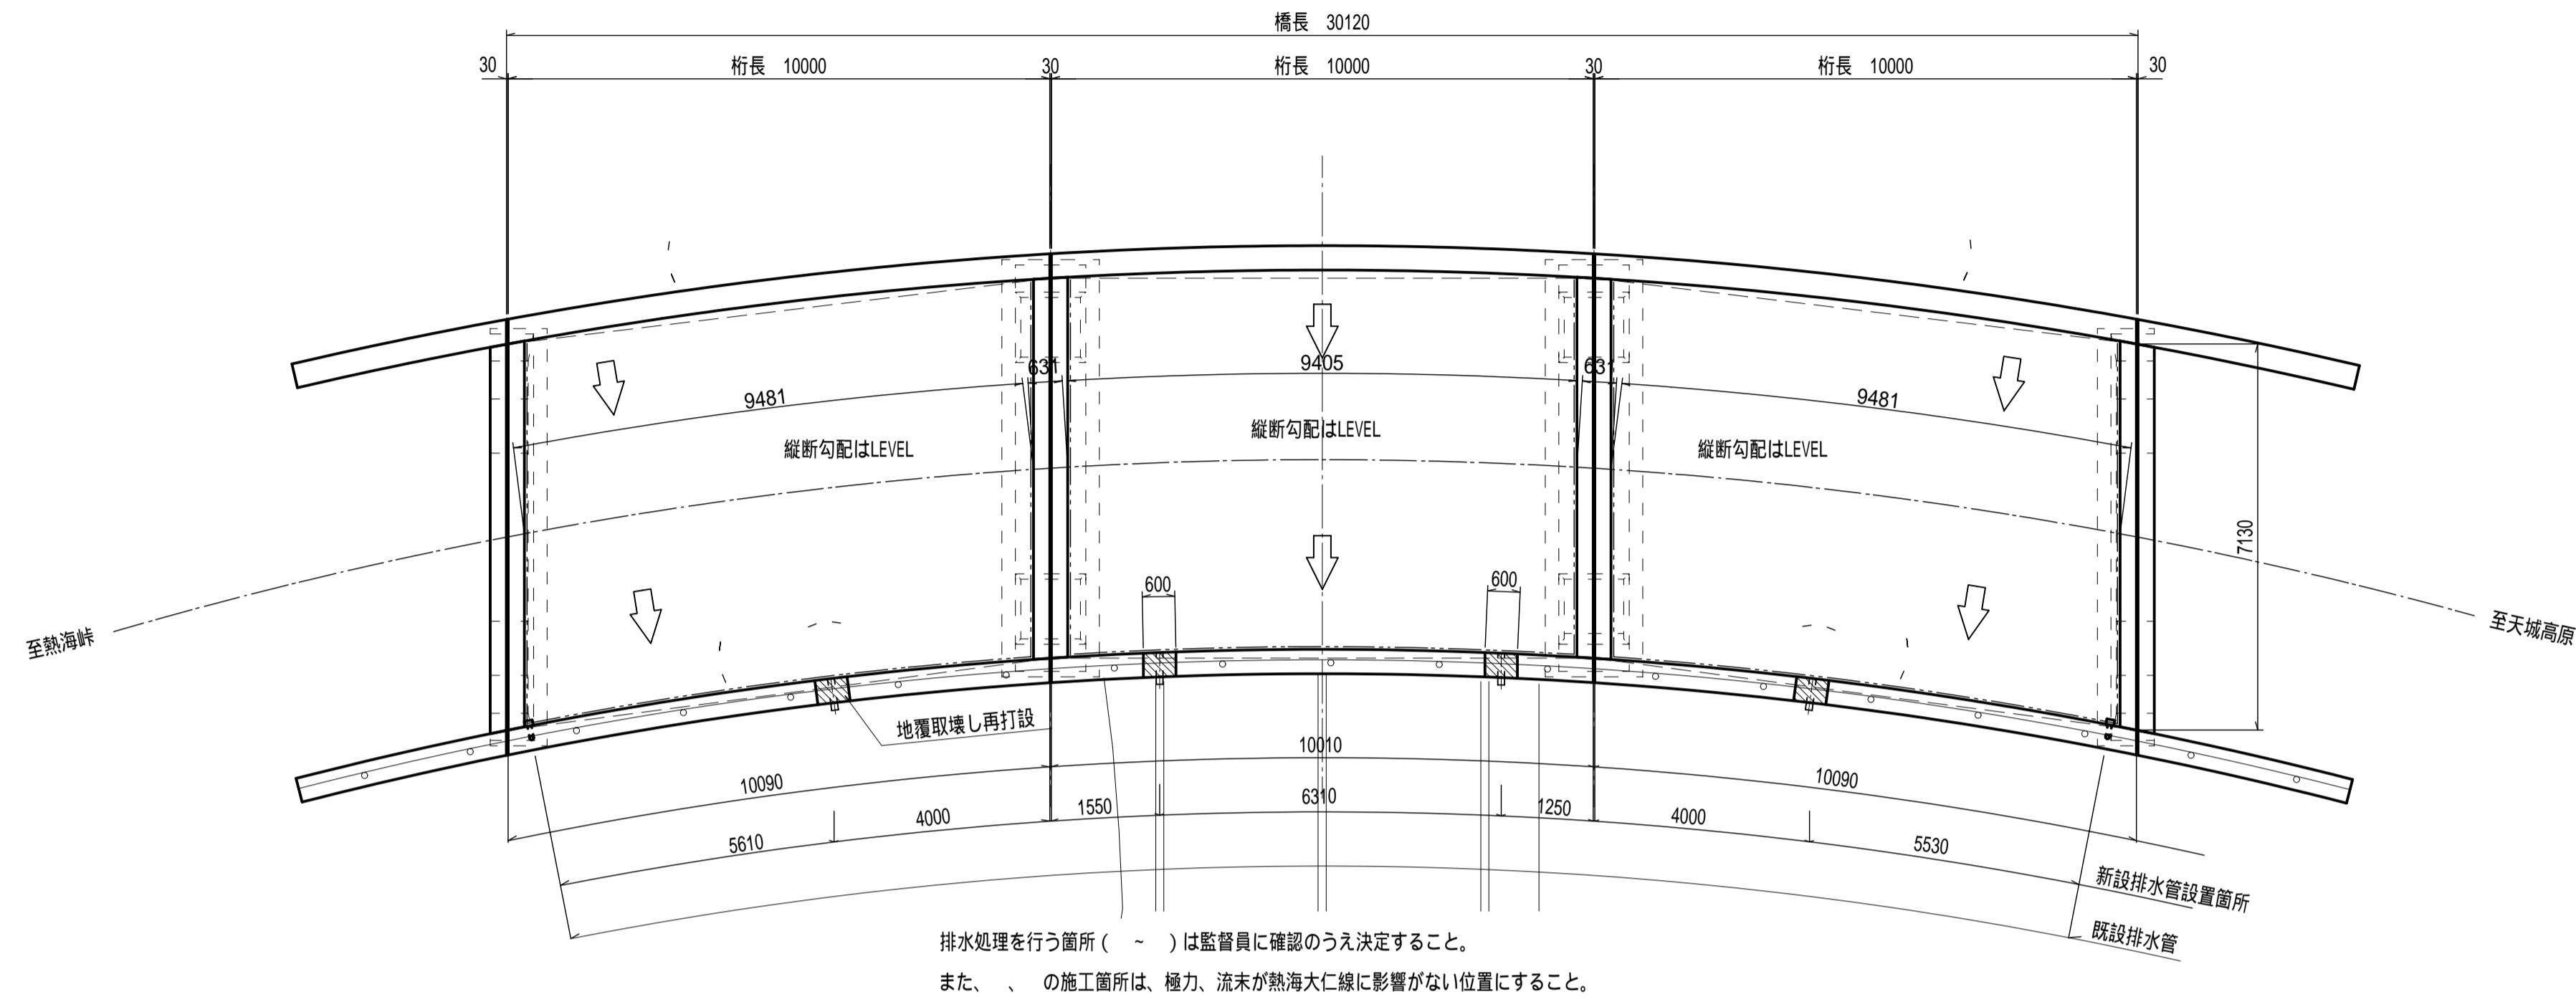 橋長　30120
30
桁長　10000
30
桁長　10000
30
桁長　10000
30
631
9405
631
9481
9481
縦断勾配はLEVEL
縦断勾配はLEVEL
縦断勾配はLEVEL
7130
600
600
至熱海峠
至天城高原
地覆取壊し再打設
10090
10010
10090
5610
4000
1550
6310
1250
4000
5530
新設排水管設置箇所
既設排水管
排水処理を行う箇所（　～　）は監督員に確認のうえ決定すること。
また、　、　の施工箇所は、極力、流末が熱海大仁線に影響がない位置にすること。